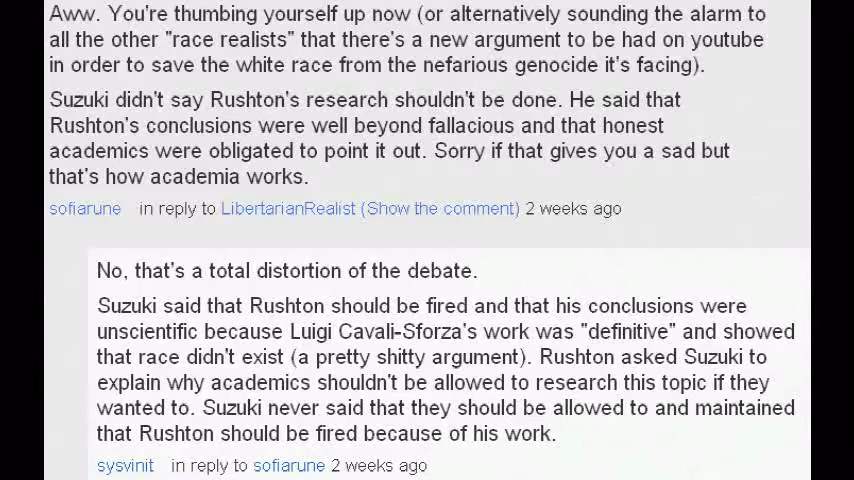 Aww. You're thumbing yourself up now (or alternatively sounding the alarm to
all the other "race realists" that there's a new argument to be had on youtube
in order to save the white race from the nefarious genocide it's facing).
Suzuki didn't say Rushton's research shouldn't be done. He said that
Rushton's conclusions were well beyond fallacious and that honest
academics were obligated to point it out. Sorry if that gives you a sad but
that's how academia works.
sofiarune in reply to LibertarianRealist (Show the comment) 2 weeks ago
No, that's a total distortion of the debate.
Suzuki said that Rushton should be fired and that his conclusions were
unscientific because Luigi Cavali-Sforza's work was "definitive" and showed
that race didn't exist (a pretty shitty argument). Rushton asked Suzuki to
explain why academics shouldn't be allowed to research this topic if they
wanted to. Suzuki never said that they should be allowed to and maintained
that Rushton should be fired because of his work.
sysvinit in reply to sofiarune 2 weeks ago